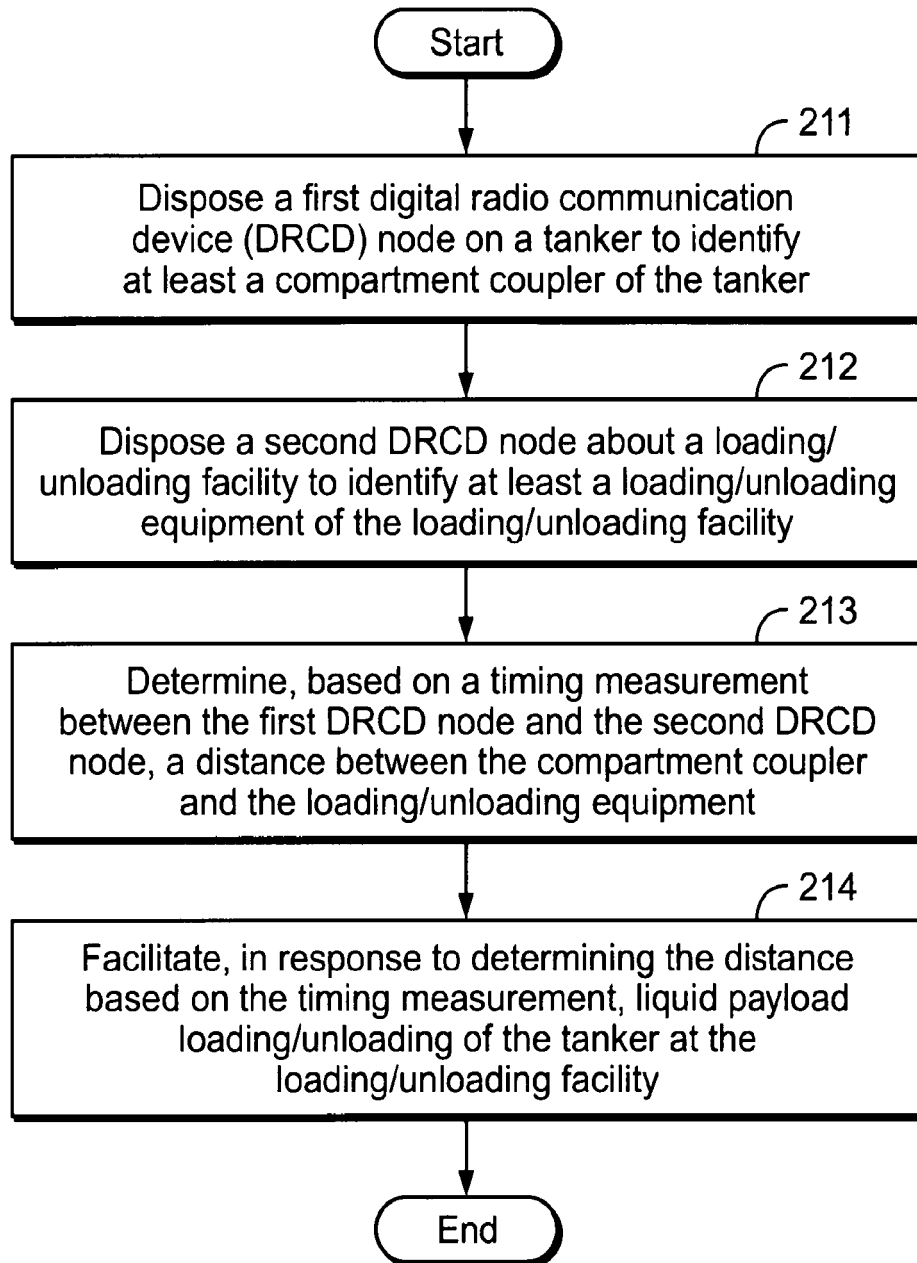 Start
211
Dispose a first digital radio communication
device (DRCD) node on a tanker to identify
at least a compartment coupler of the tanker
212
Dispose a second DRCD node about a loading/
unloading facility to identify at least a loading/unloading
equipment of the loading/unloading facility
213
Determine, based on a timing measurement
between the first DRCD node and the second DRCD
node, a distance between the compartment coupler
and the loading/unloading equipment
214
Facilitate, in response to determining the distance
based on the timing measurement, liquid payload
loading/unloading of the tanker at the
loading/unloading facility
End